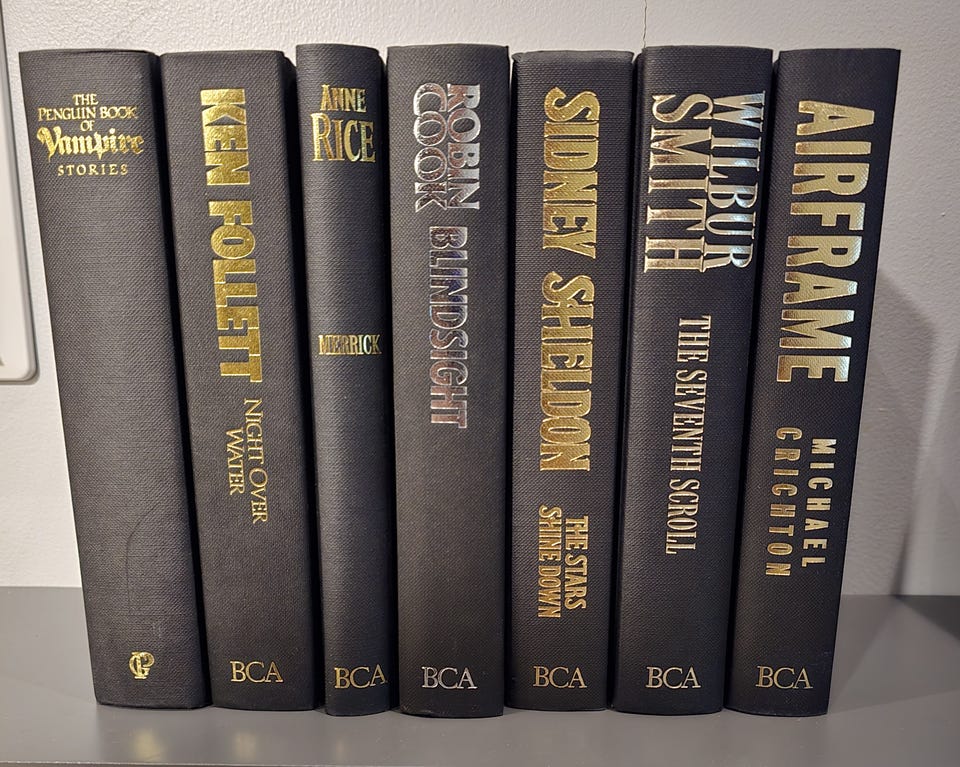 THE
PENGUIN BOOK
OF
Vampire
STORIES
KEN FOLLETT
NIGHT OVER
WATER
BCA
ANNE
RICE
MERRICK
BCA
ROBIN
COOK
BLINDSIGHT
BCA
SIDNEY SHELDON
THE STARS
SHINE DOWN
BCA
WILBUR
SMITH
THE SEVENTH SCROLL
BCA
AIRFRAME
MICHAEL
CRICHTON
BCA